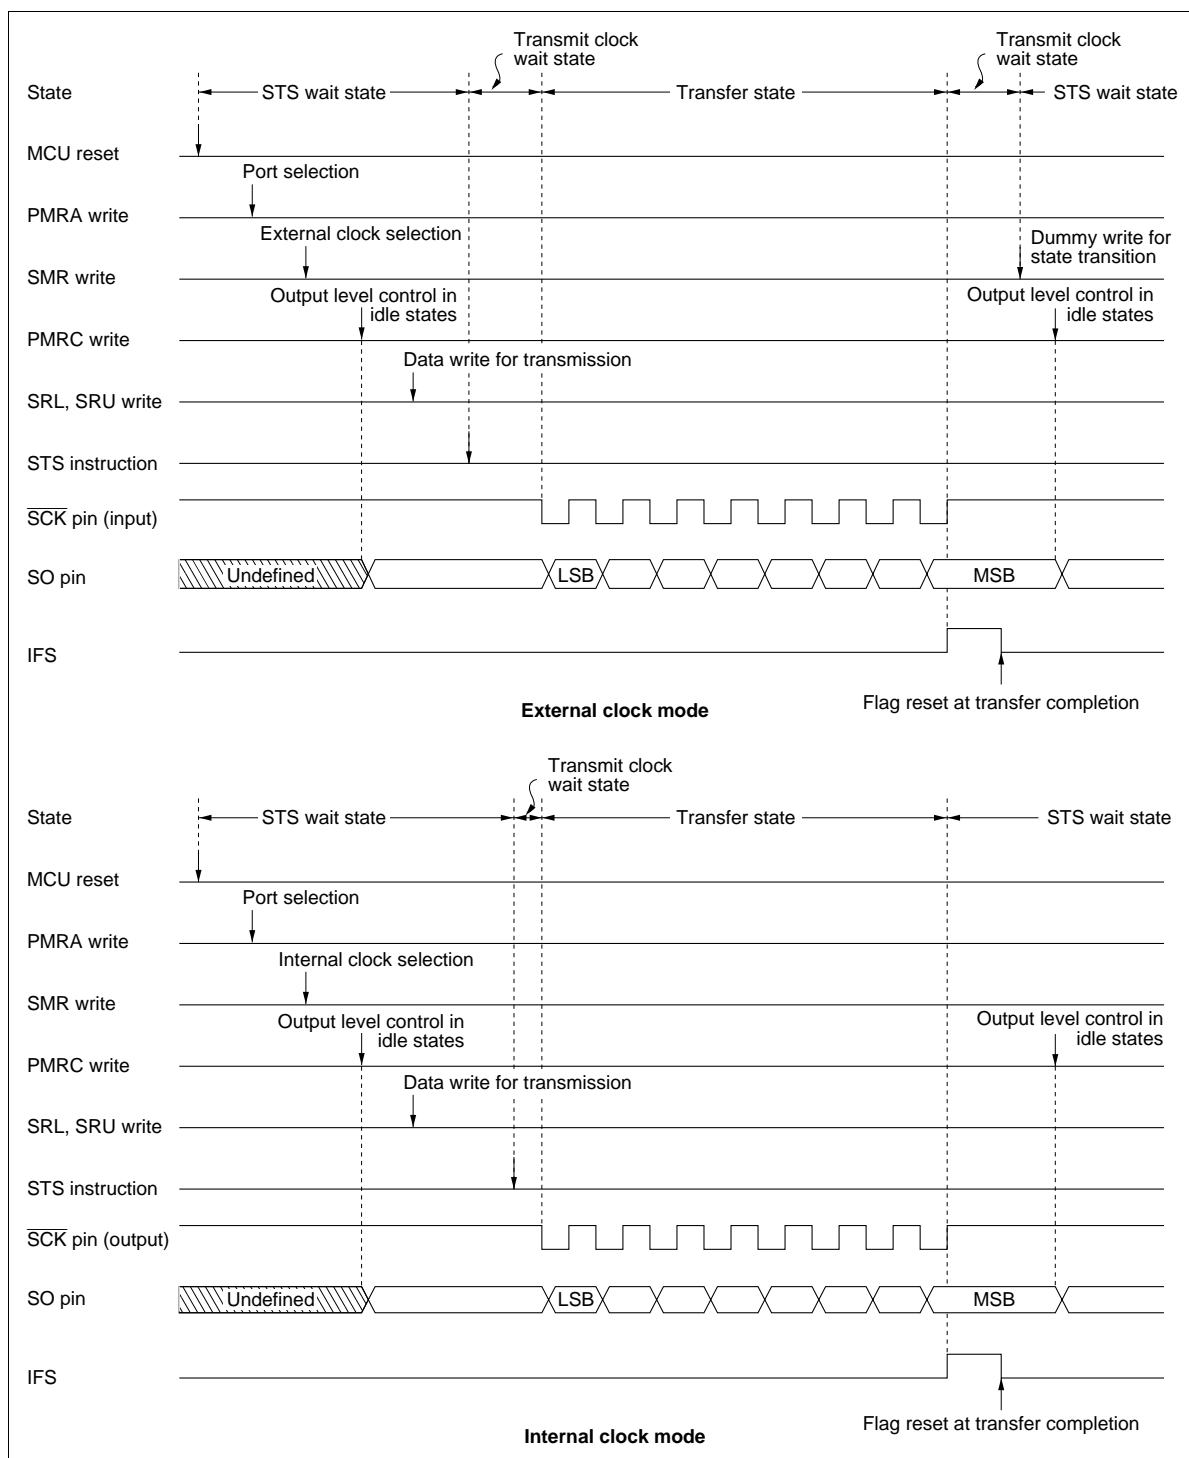 Transmit clock
wait state
Transmit clock
wait state
State
STS wait state
Transfer state
STS wait state
MCU reset
Port selection
PMRA write
External clock selection
Dummy write for
state transition
SMR write
Output level control in
idle states
Output level control in
idle states
PMRC write
Data write for transmission
SRL, SRU write
STS instruction
SCK pin (input)
SO pin
Undefined
LSB
MSB
IFS
Flag reset at transfer completion
External clock mode
Transmit clock
wait state
State
STS wait state
Transfer state
STS wait state
MCU reset
Port selection
PMRA write
Internal clock selection
SMR write
Output level control in
idle states
Output level control in
idle states
PMRC write
Data write for transmission
SRL, SRU write
STS instruction
SCK pin (output)
SO pin
Undefined
LSB
MSB
IFS
Flag reset at transfer completion
Internal clock mode